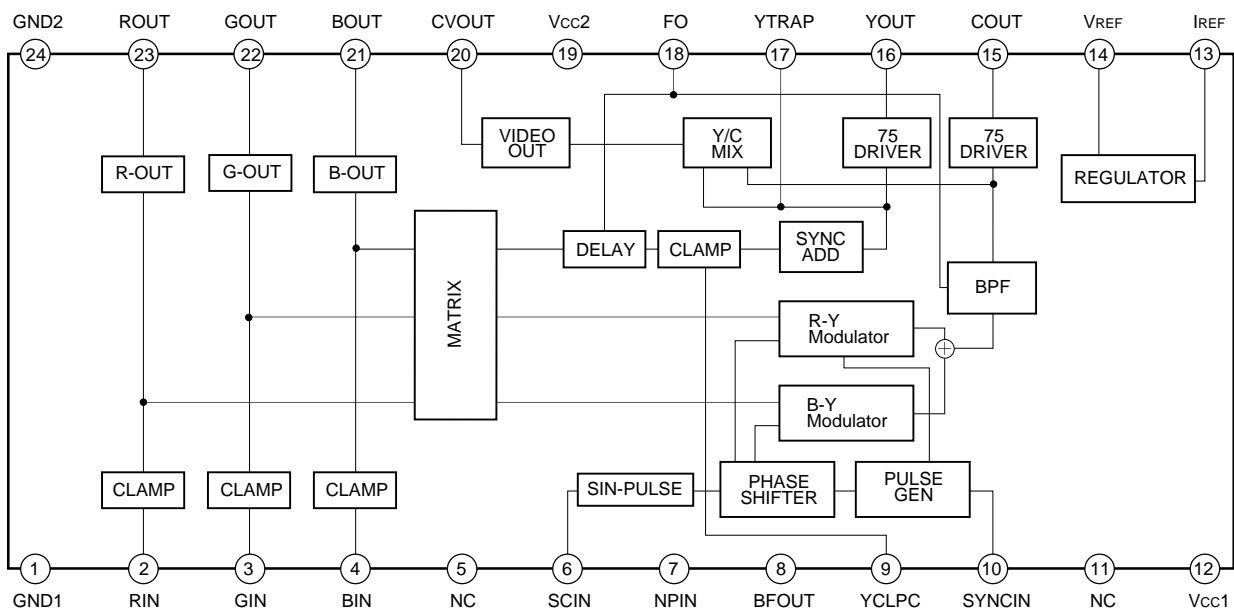 GND2 ROUT GOUT BOUT CVOUT VCC2 FO YTRAP YOUT COUT VREF IREF
24 23 22 21 20 19 18 17 16 15 14 13
VIDEO OUT
Y/C MIX
75 DRIVER
75 DRIVER
R-OUT
G-OUT
B-OUT
REGULATOR
MATRIX
DELAY
CLAMP
SYNC ADD
BPF
R-Y Modulator
B-Y Modulator
CLAMP
CLAMP
CLAMP
SIN-PULSE
PHASE SHIFTER
PULSE GEN
1 2 3 4 5 6 7 8 9 10 11 12
GND1 RIN GIN BIN NC SCIN NPIN BFOUT YCLPC SYNCIN NC VCC1